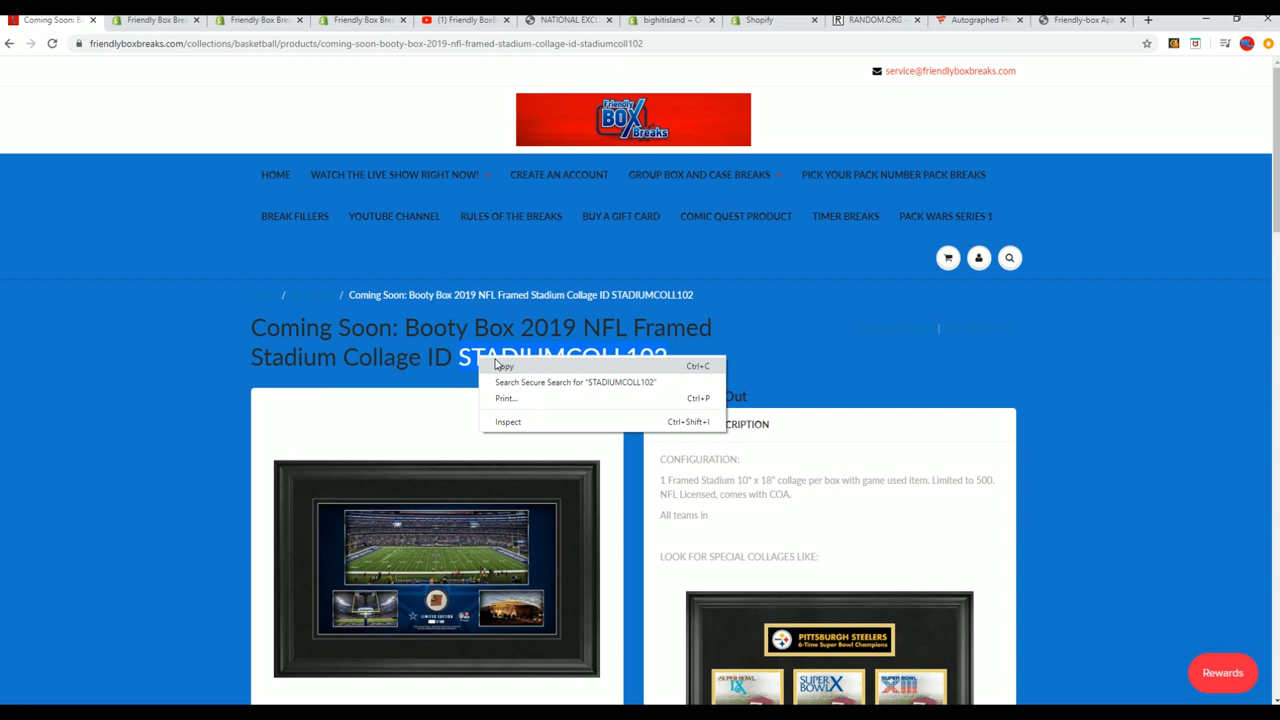 Coming Soon: B
Friendly Box Brea
Friendly Box Brea
Friendly Box Brea
(1) Friendly BoxB
NATIONAL EXCL
bighitisland ~ O
Shopify
RANDOM.ORG -
Autographed Ph
Friendly-box Ap
friendlyboxbreaks.com/collections/basketball/products/coming-soon-booty-box-2019-nfl-framed-stadium-collage-id-stadiumcoll102
service@friendlyboxbreaks.com
Friendly
BOX
Breaks
HOME WATCH THE LIVE SHOW RIGHT NOW! CREATE AN ACCOUNT GROUP BOX AND CASE BREAKS PICK YOUR PACK NUMBER PACK BREAKS
BREAK FILLERS YOUTUBE CHANNEL RULES OF THE BREAKS BUY A GIFT CARD COMIC QUEST PRODUCT TIMER BREAKS PACK WARS SERIES 1
/ / Coming Soon: Booty Box 2019 NFL Framed Stadium Collage ID STADIUMCOLL102
Coming Soon: Booty Box 2019 NFL Framed
Stadium Collage ID STADIUMCOLL102
Copy Ctrl+C
Search Secure Search for "STADIUMCOLL102"
Print... Ctrl+P
Inspect Ctrl+Shift+I
Out
CRIPTION
CONFIGURATION:
1 Framed Stadium 10" x 18" collage per box with game used item. Limited to 500.
NFL Licensed, comes with COA.
All teams in
LOOK FOR SPECIAL COLLAGES LIKE:
LIMITED EDITION
PITTSBURGH STEELERS
6-Time Super Bowl Champions
SUPER BOWL
IX
SUPER BOWL
X
SUPER BOWL
XIII
Rewards